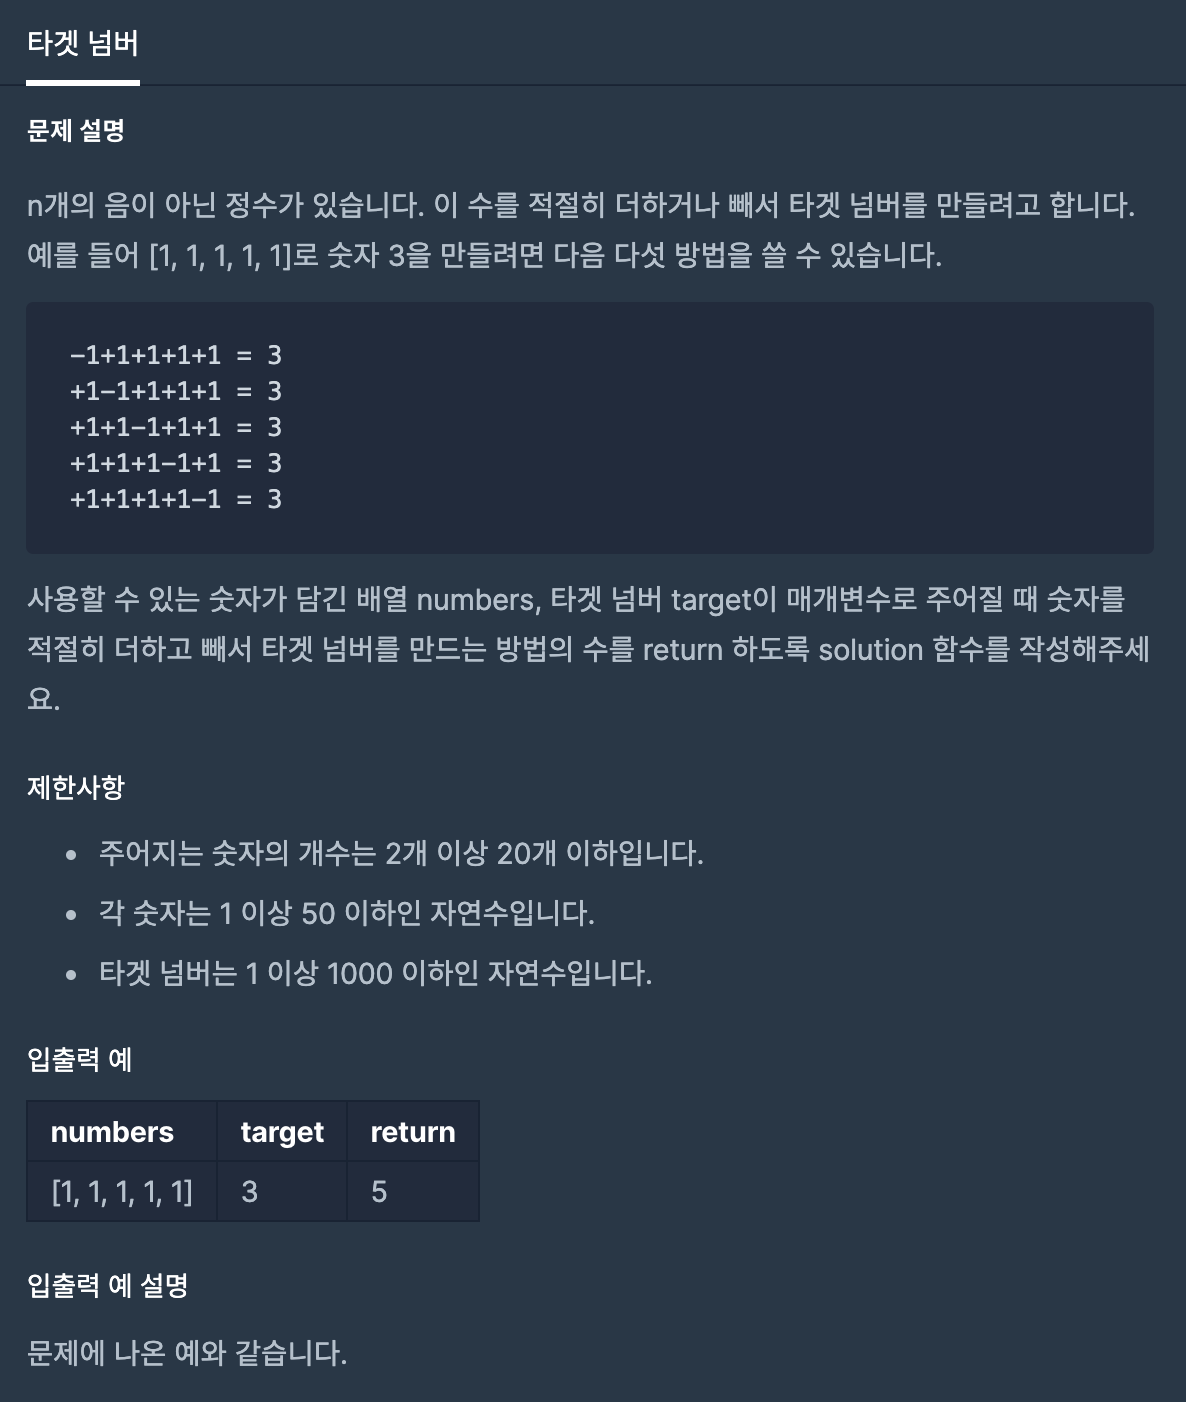 타겟 넘버
문제 설명
n개의 음이 아닌 정수가 있습니다. 이 수를 적절히 더하거나 빼서 타겟 넘버를 만들려고 합니다.
예를 들어 [1, 1, 1, 1, 1]로 숫자 3을 만들려면 다음 다섯 방법을 쓸 수 있습니다.
-1+1+1+1+1 = 3
+1-1+1+1+1 = 3
+1+1-1+1+1 = 3
+1+1+1-1+1 = 3
+1+1+1+1-1 = 3
사용할 수 있는 숫자가 담긴 배열 numbers, 타겟 넘버 target이 매개변수로 주어질 때 숫자를
적절히 더하고 빼서 타겟 넘버를 만드는 방법의 수를 return 하도록 solution 함수를 작성해주세
요.
제한사항
• 주어지는 숫자의 개수는 2개 이상 20개 이하입니다.
• 각 숫자는 1 이상 50 이하인 자연수입니다.
• 타겟 넘버는 1 이상 1000 이하인 자연수입니다.
입출력 예
numbers target return
[1, 1, 1, 1, 1] 3 5
입출력 예 설명
문제에 나온 예와 같습니다.